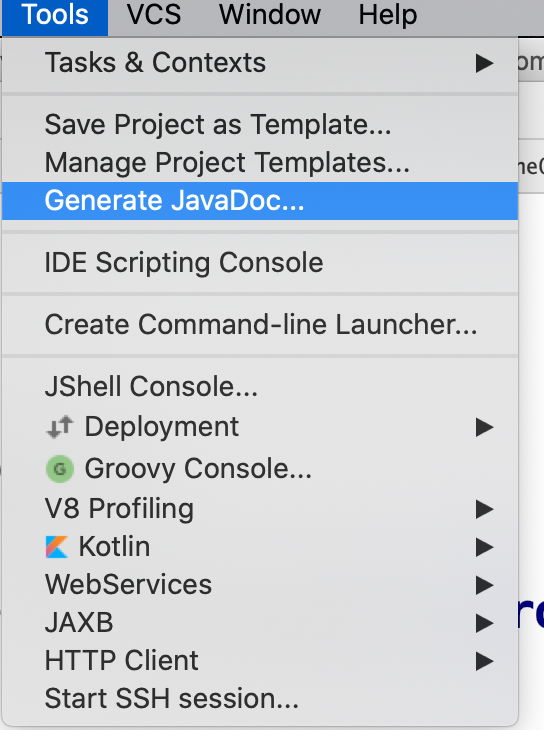 Tools VCS Window Help
Tasks & Contexts
Save Project as Template...
Manage Project Templates...
Generate JavaDoc...
IDE Scripting Console
Create Command-line Launcher...
JShell Console...
Deployment
G Groovy Console...
V8 Profiling
Kotlin
WebServices
JAXB
HTTP Client
Start SSH session...